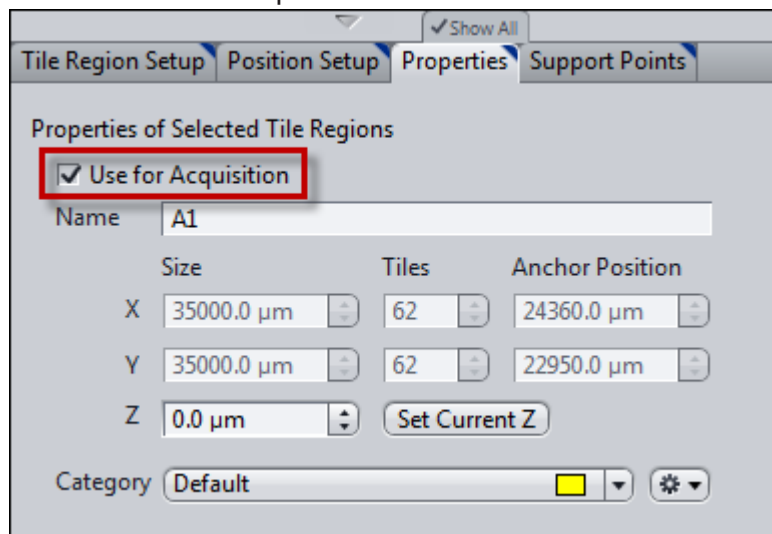 Show All
Tile Region Setup Position Setup Properties Support Points
Properties of Selected Tile Regions
Use for Acquisition
Name A1
Size Tiles Anchor Position
X 35000.0 µm 62 24360.0 µm
Y 35000.0 µm 62 22950.0 µm
Z 0.0 µm Set Current Z
Category Default